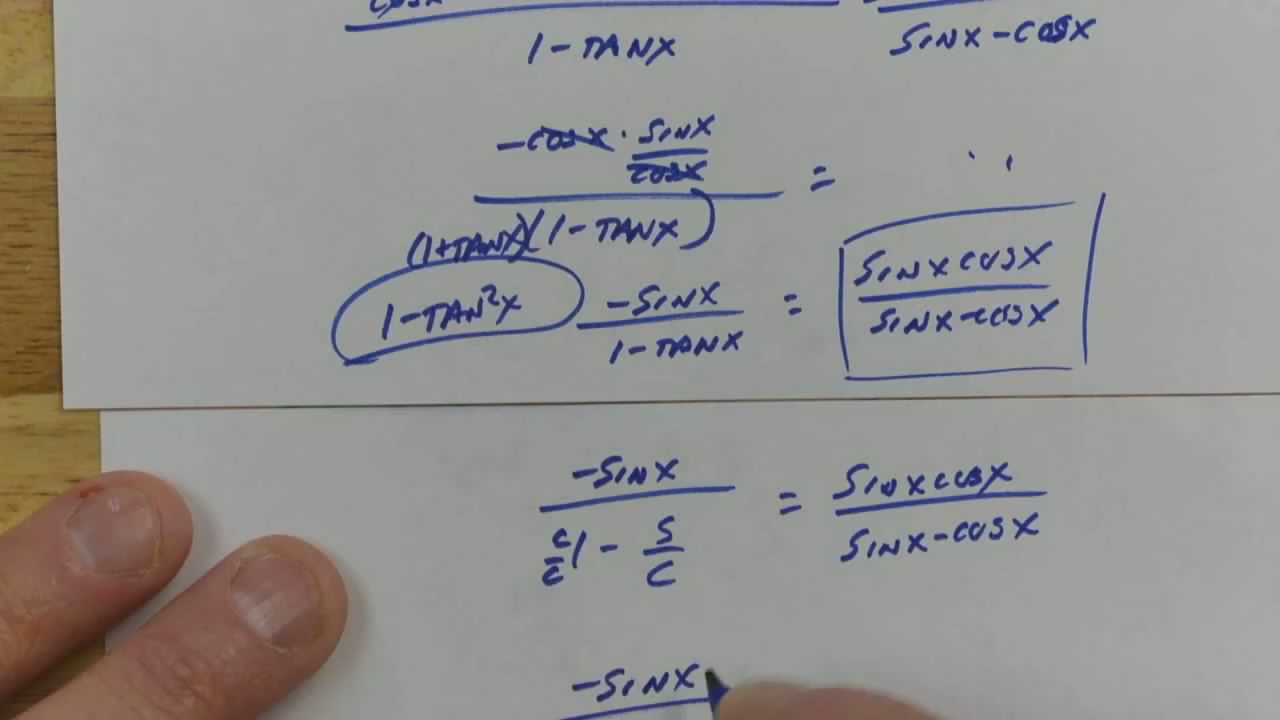 cosx
1-TANX SINX-COSX
-COSX · SINX
COSX =
(1+TANX)(1-TANX)
1-TAN²X -SINX = SINXCOSX
1-TANX SINX-COSX
-SINX = SINXCOSX
C/C 1 - S/C SINX-COSX
-SINX